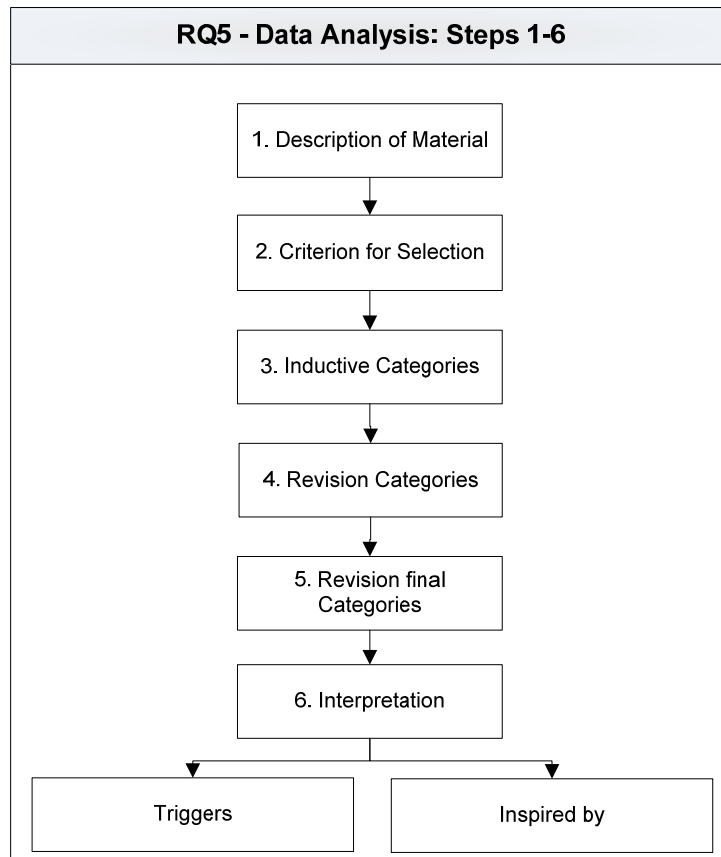 RQ5 - Data Analysis: Steps 1-6
1. Description of Material
2. Criterion for Selection
3. Inductive Categories
4. Revision Categories
5. Revision final
Categories
6. Interpretation
Triggers
Inspired by